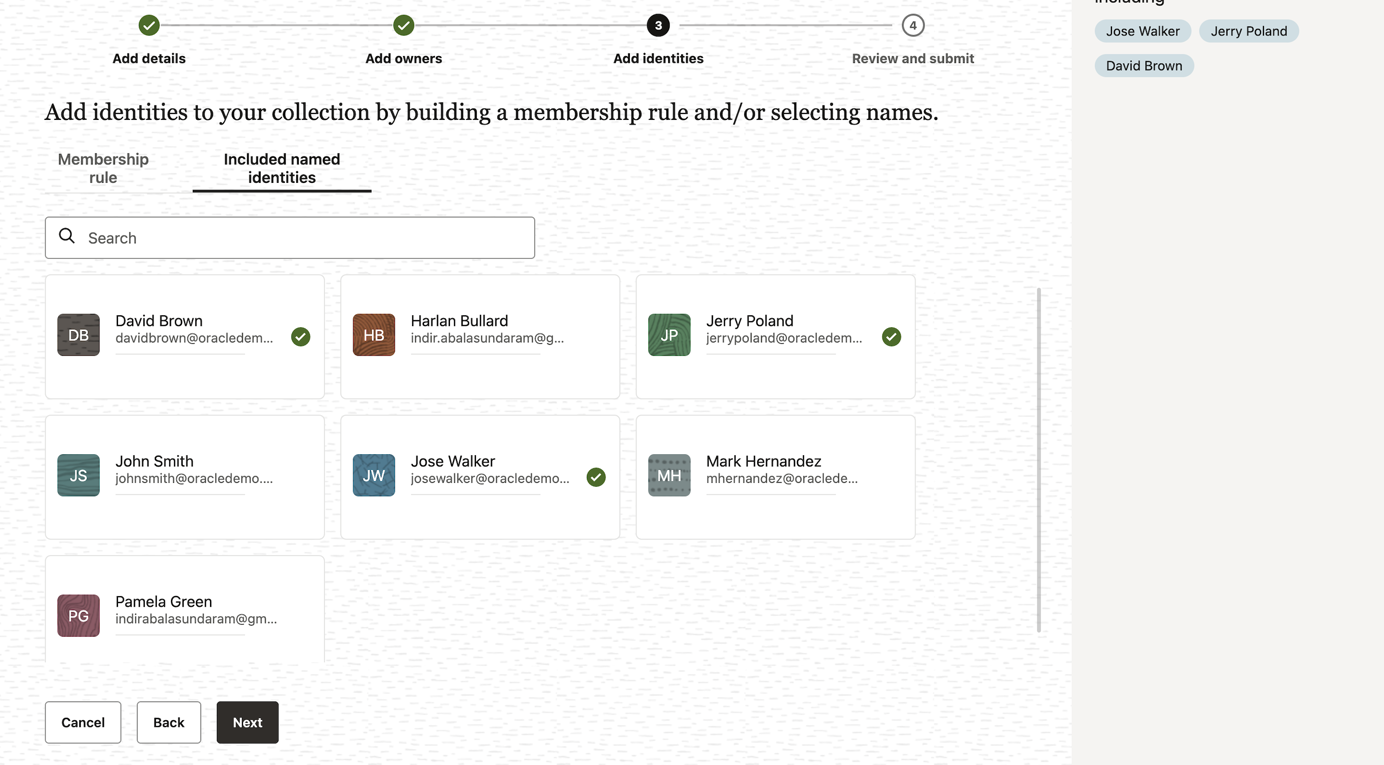 3
4
Add details
Add owners
Add identities
Review and submit
Add identities to your collection by building a membership rule and/or selecting names.
Membership
rule
Included named
identities
Search
DB
David Brown
davidbrown@oracledem...
HB
Harlan Bullard
indir.abalasundaram@g...
JP
Jerry Poland
jerrypoland@oracledem...
JS
John Smith
johnsmith@oracledemo....
JW
Jose Walker
josewalker@oracledemo...
MH
Mark Hernandez
mhernandez@oraclede...
PG
Pamela Green
indirabalasundaram@gm...
Cancel
Back
Next
including
Jose Walker
Jerry Poland
David Brown